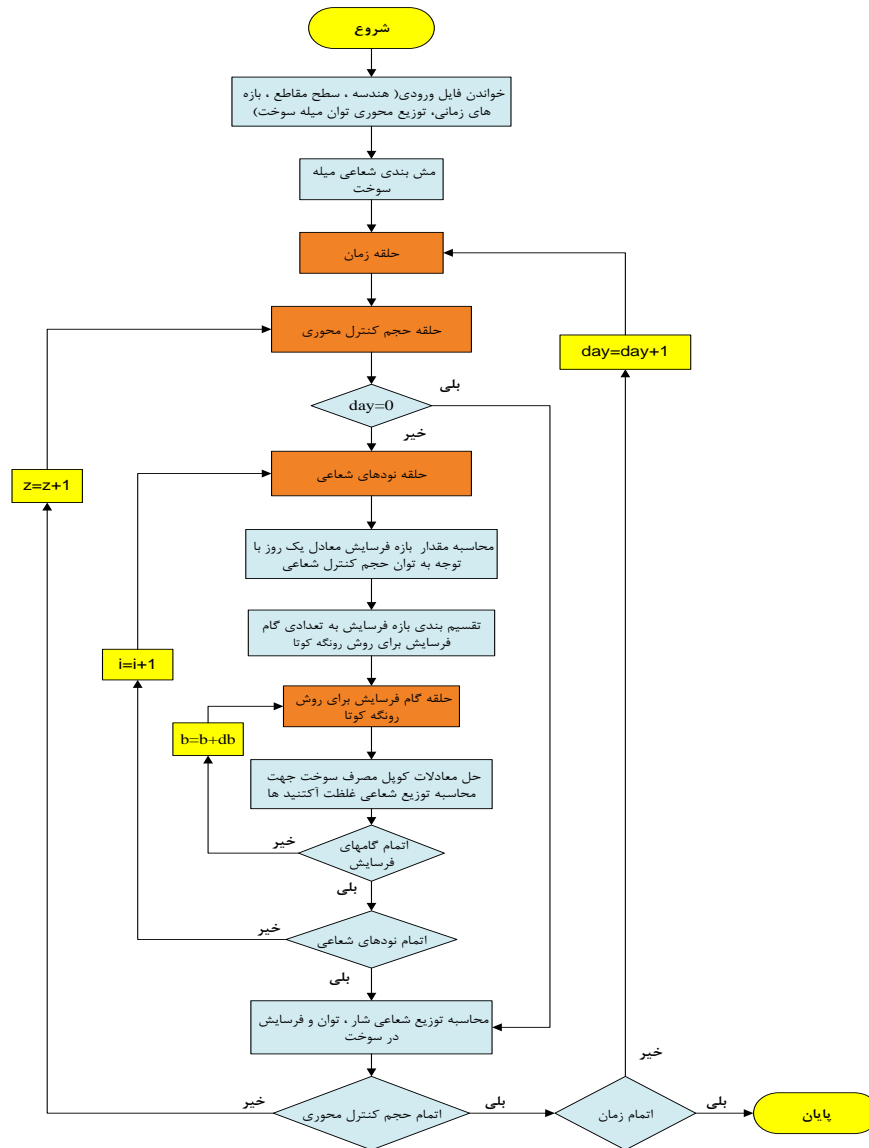 شروع
خواندن فایل ورودی( هندسه ، سطح مقاطع ، بازه
های زمانی، توزیع محوری توان میله سوخت)
مش بندی شعاعی میله
سوخت
حلقه زمان
حلقه حجم کنترل محوری
day=day+1
بلی
day=0
خیر
حلقه نودهای شعاعی
z=z+1
محاسبه مقدار بازه فرسایش معادل یک روز با
توجه به توان حجم کنترل شعاعی
تقسیم بندی بازه فرسایش به تعدادی گام
فرسایش برای روش رونگه کوتا
i=i+1
حلقه گام فرسایش برای روش
رونگه کوتا
b=b+db
حل معادلات کوپل مصرف سوخت جهت
محاسبه توزیع شعاعی غلظت آکتنید ها
خیر
اتمام گامهای
فرسایش
بلی
خیر
اتمام نودهای شعاعی
بلی
محاسبه توزیع شعاعی شار ، توان و فرسایش
در سوخت
خیر
خیر
اتمام حجم کنترل محوری
بلی
اتمام زمان
بلی
پایان